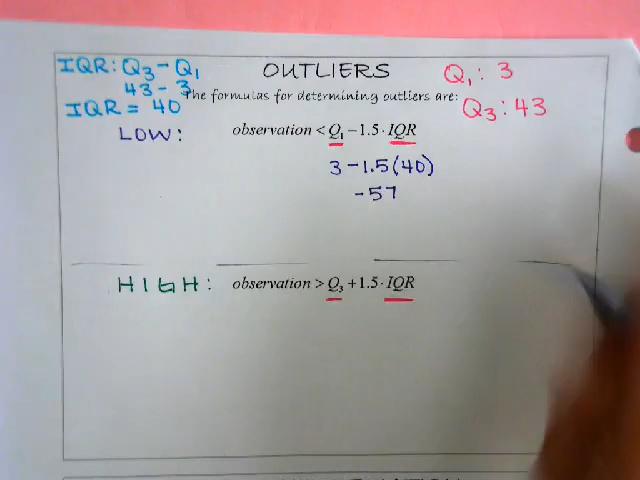 IQR: Q3 - Q1
43 - 3
IQR = 40
OUTLIERS
Q1: 3
Q3: 43
The formulas for determining outliers are:
LOW: observation < Q1 - 1.5 · IQR
3 - 1.5(40)
-57
HIGH: observation > Q3 + 1.5 · IQR